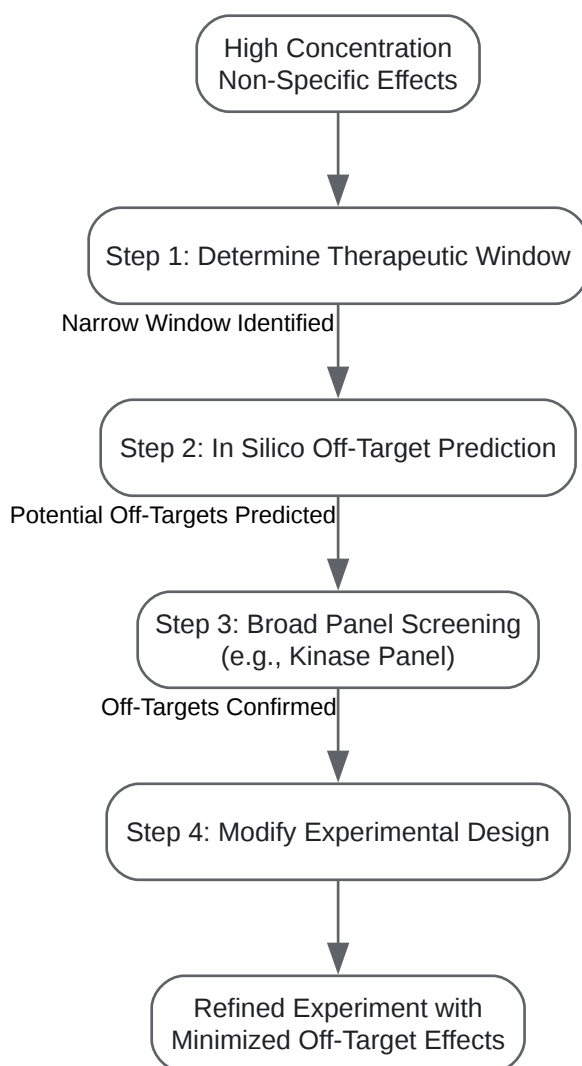 High Concentration
Non-Specific Effects
Step 1: Determine Therapeutic Window
Narrow Window Identified
Step 2: In Silico Off-Target Prediction
Potential Off-Targets Predicted
Step 3: Broad Panel Screening
(e.g., Kinase Panel)
Off-Targets Confirmed
Step 4: Modify Experimental Design
Refined Experiment with
Minimized Off-Target Effects